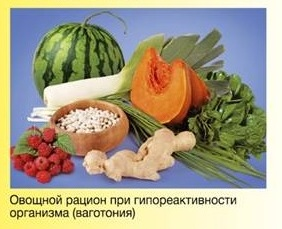 Овощной рацион при гипореактивности
организма (ваготония)